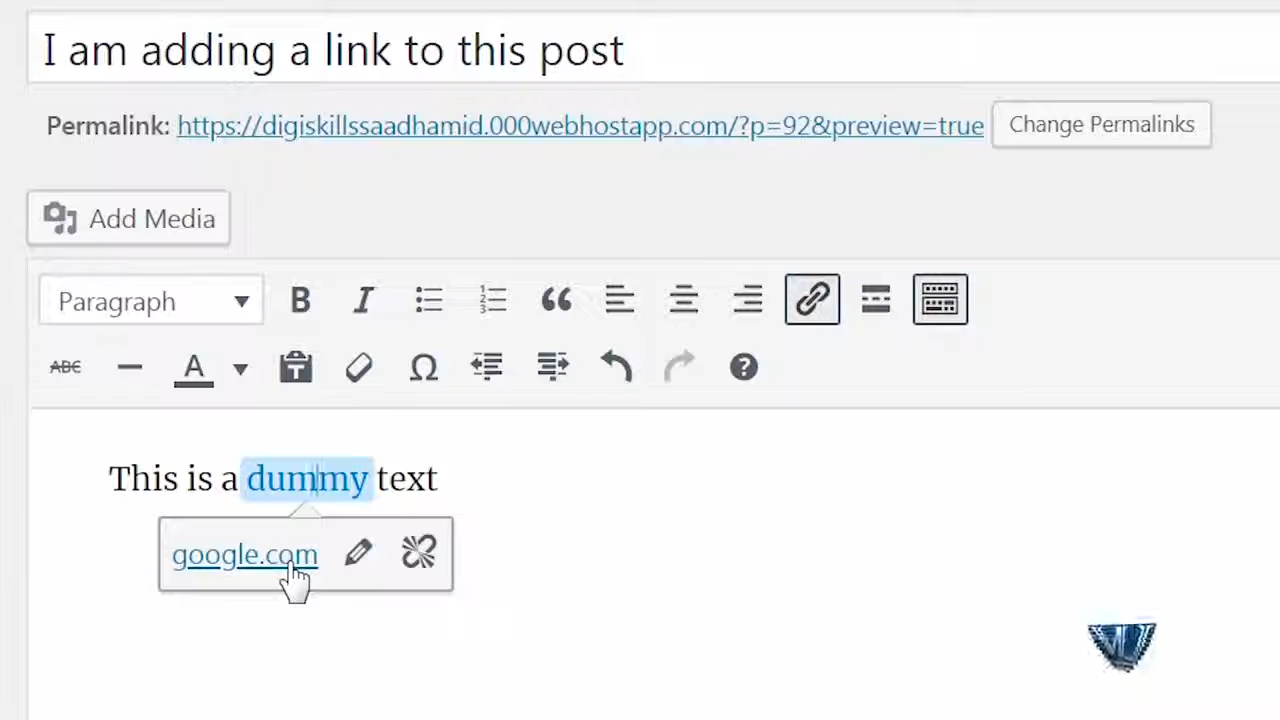 I am adding a link to this post
Permalink: https://digiskillssaadhamid.000webhostapp.com/?p=92&preview=true Change Permalinks
Add Media
Paragraph B I
ABC A
This is a dummy text
google.com